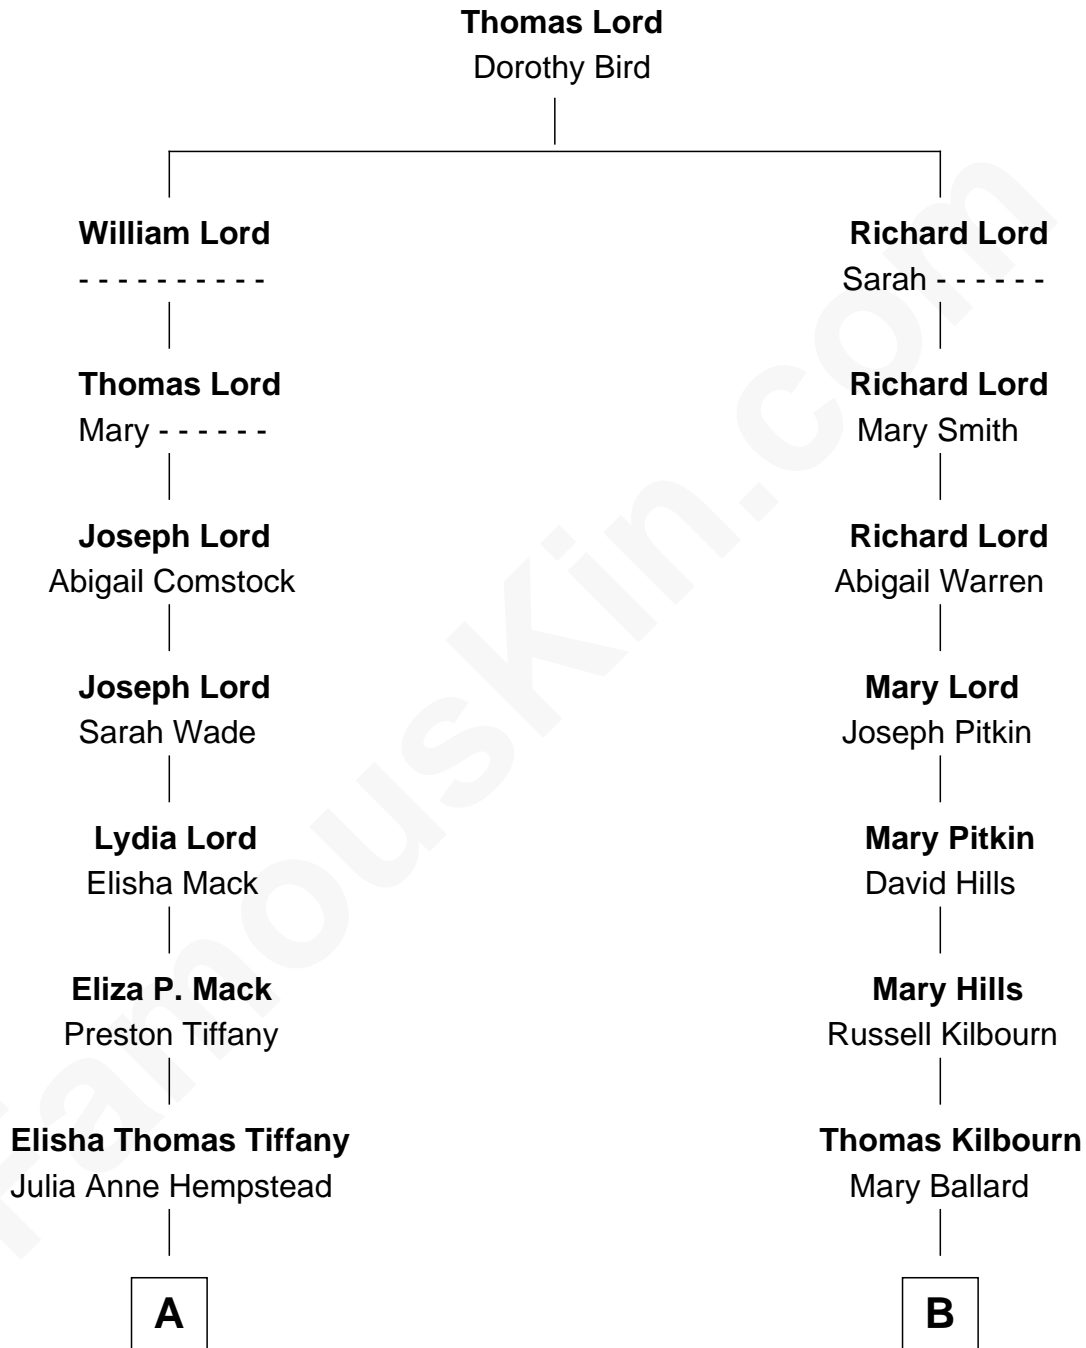 Thomas Lord
Dorothy Bird
William Lord
- - - - - - - - - -
Richard Lord
Sarah - - - - - -
Thomas Lord
Mary - - - - - -
Richard Lord
Mary Smith
Joseph Lord
Abigail Comstock
Richard Lord
Abigail Warren
Joseph Lord
Sarah Wade
Mary Lord
Joseph Pitkin
Lydia Lord
Elisha Mack
Mary Pitkin
David Hills
Eliza P. Mack
Preston Tiffany
Mary Hills
Russell Kilbourn
Elisha Thomas Tiffany
Julia Anne Hempstead
Thomas Kilbourn
Mary Ballard
A
B
FamousKin.com